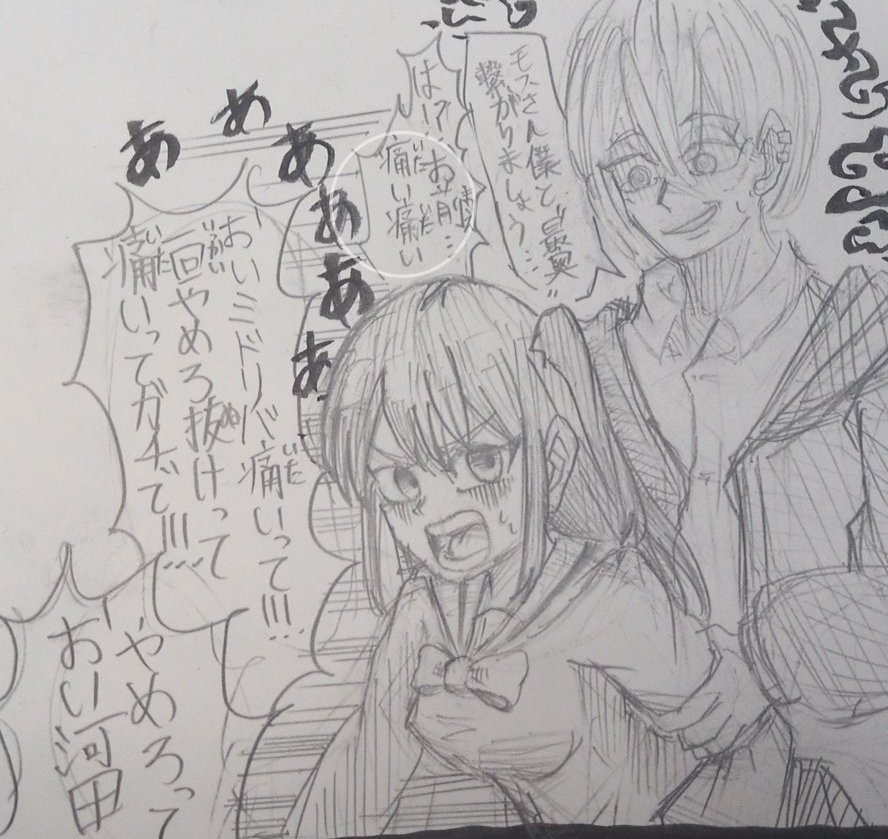 モスさん僕と
繋がりましょう…
は!?お前…
痛い痛い
あああああああ
おいミドリバ痛いって!!!
一回やめろ抜けって
痛いってガチで!!!
やめろって
おい河田